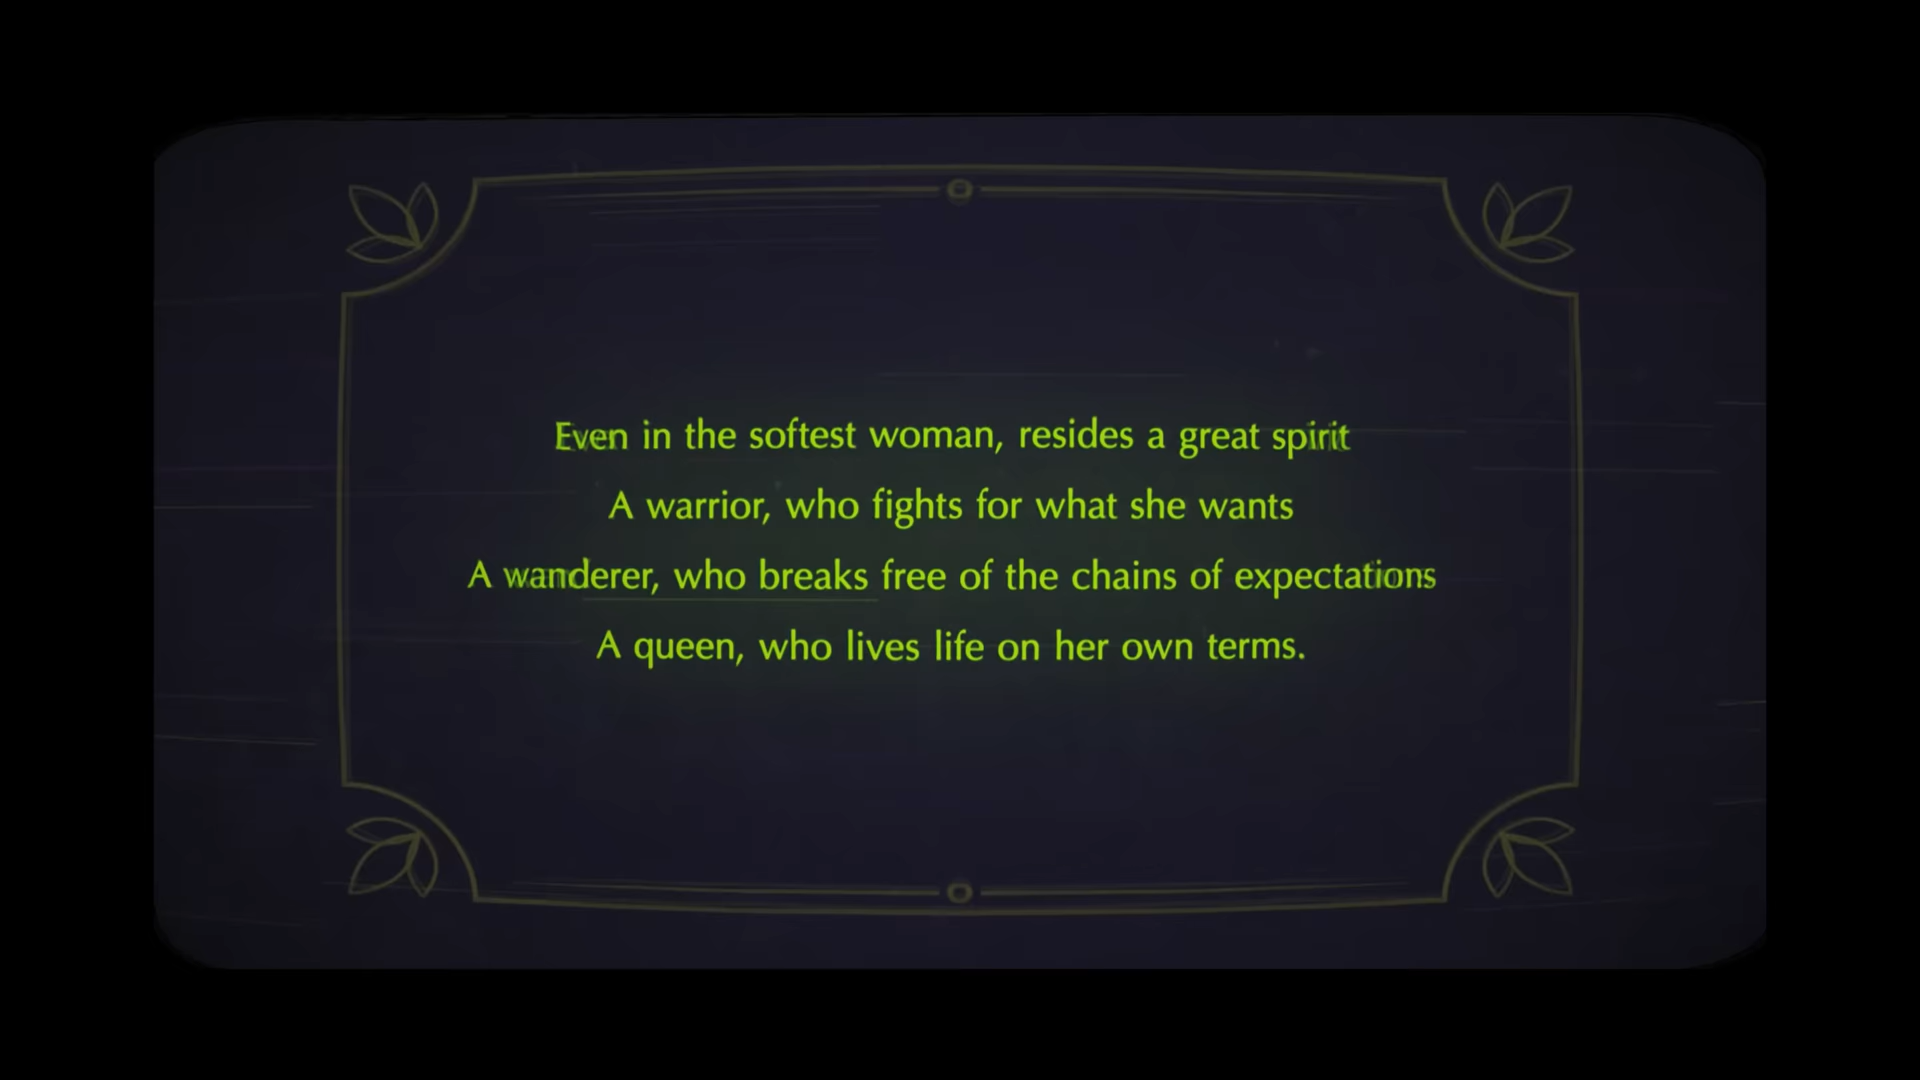 Even in the softest woman, resides a great spirit
A warrior, who fights for what she wants
A wanderer, who breaks free of the chains of expectations
A queen, who lives life on her own terms.